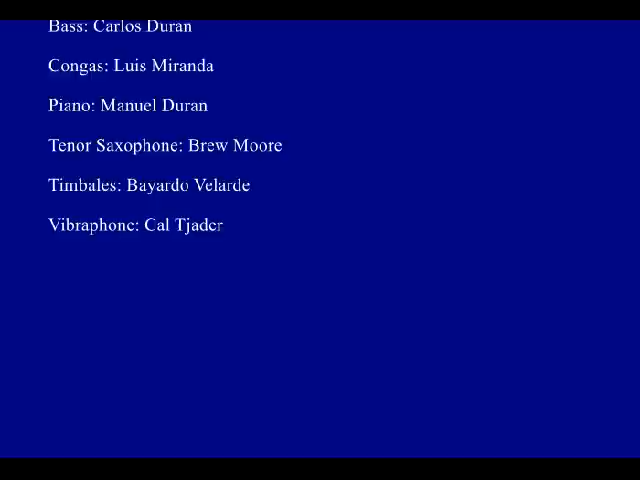 Bass: Carlos Duran
Congas: Luis Miranda
Piano: Manuel Duran
Tenor Saxophone: Brew Moore
Timbales: Bayardo Velarde
Vibraphone: Cal Tjader